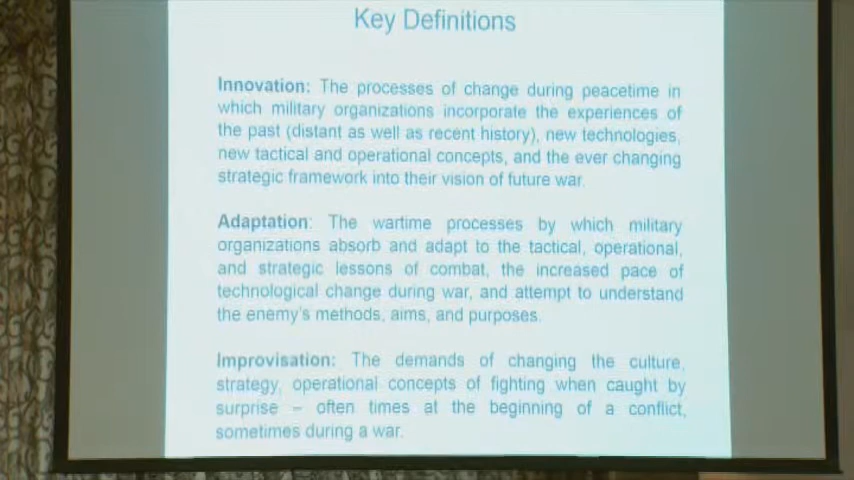 Key Definitions
Innovation: The processes of change during peacetime in
which military organizations incorporate the experiences of
the past (distant as well as recent history), new technologies,
new tactical and operational concepts, and the ever changing
strategic framework into their vision of future war.
Adaptation: The wartime processes by which military
organizations absorb and adapt to the tactical, operational,
and strategic lessons of combat, the increased pace of
technological change during war, and attempt to understand
the enemy's methods, aims, and purposes.
Improvisation: The demands of changing the culture,
strategy, operational concepts of fighting when caught by
surprise – often times at the beginning of a conflict,
sometimes during a war.